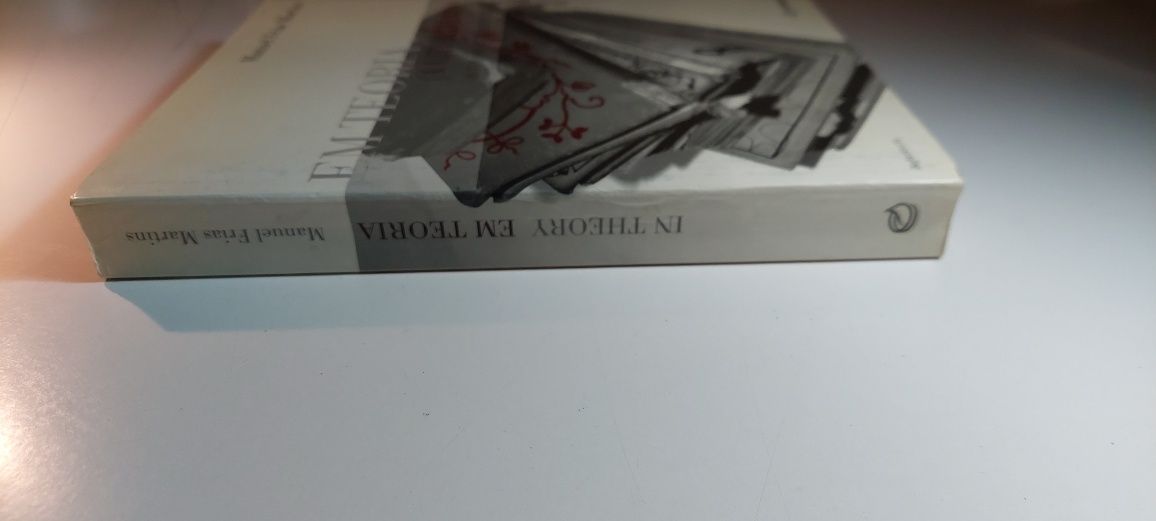 EM TEORIA
IN THEORY EM TEORIA Manuel Frias Martins